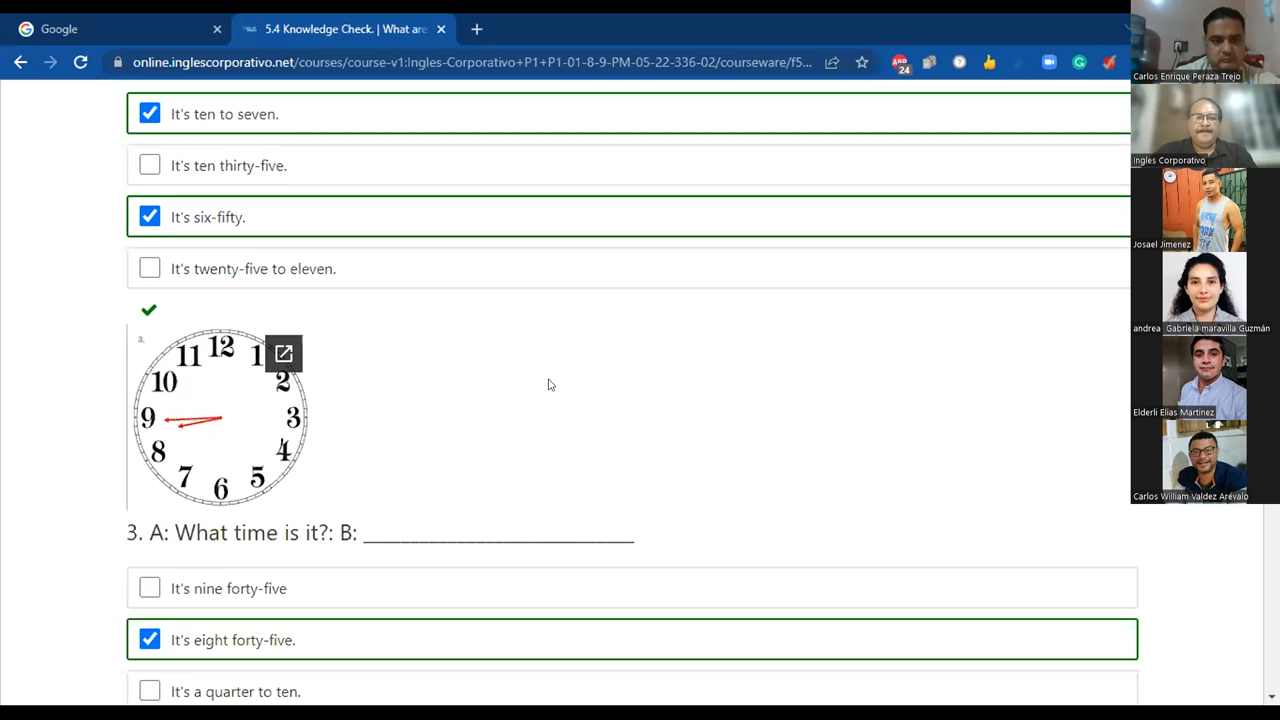 Google
5.4 Knowledge Check. | What are
online.inglescorporativo.net/courses/course-v1:Ingles-Corporativo+P1+P1-01-8-9-PM-05-22-336-02/courseware/f5...
24
It's ten to seven.
It's ten thirty-five.
It's six-fifty.
It's twenty-five to eleven.
3.
12
11 1
10 2
9 3
8 4
7 5
6
3. A: What time is it?: B: ___________________________
It's nine forty-five
It's eight forty-five.
It's a quarter to ten.
Carlos Enrique Peraza Trejo
Ingles Corporativo
Josael Jimenez
andrea Gabriela maravilla Guzmán
Elderli Elias Martinez
Carlos William Valdez Arévalo